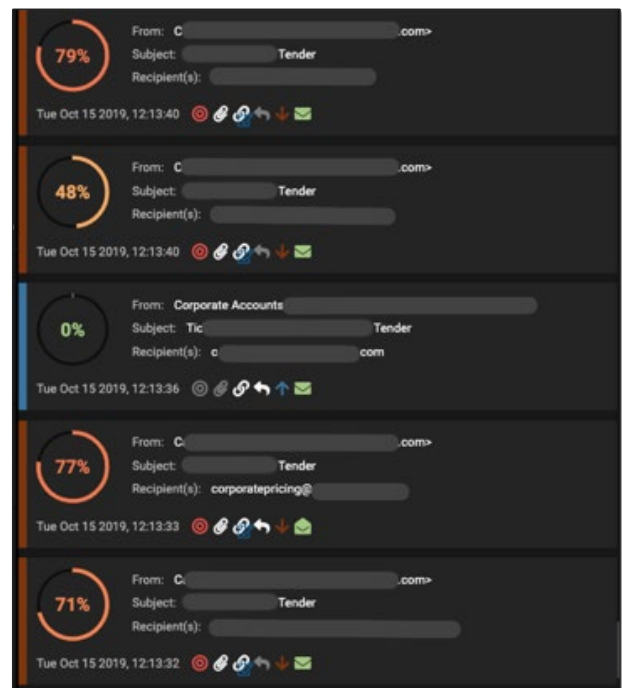 79%
From: C .com>
Subject: Tender
Recipient(s):
Tue Oct 15 2019, 12:13:40
48%
From: C .com>
Subject: Tender
Recipient(s):
Tue Oct 15 2019, 12:13:40
0%
From: Corporate Accounts
Subject: Tic Tender
Recipient(s): c com
Tue Oct 15 2019, 12:13:36
77%
From: C .com>
Subject: Tender
Recipient(s): corporatepricing@
Tue Oct 15 2019, 12:13:33
71%
From: C .com>
Subject: Tender
Recipient(s):
Tue Oct 15 2019, 12:13:32